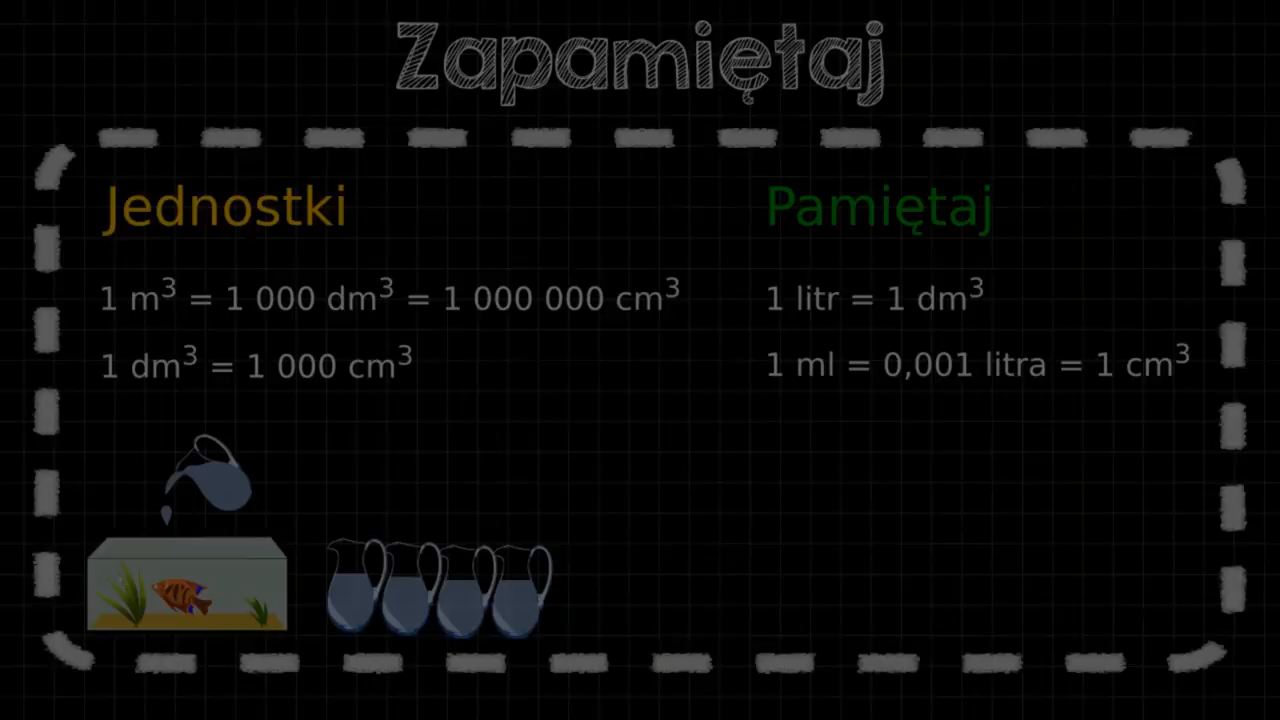 Zapamiętaj
Jednostki
1 m³ = 1 000 dm³ = 1 000 000 cm³
1 dm³ = 1 000 cm³
Pamiętaj
1 litr = 1 dm³
1 ml = 0,001 litra = 1 cm³